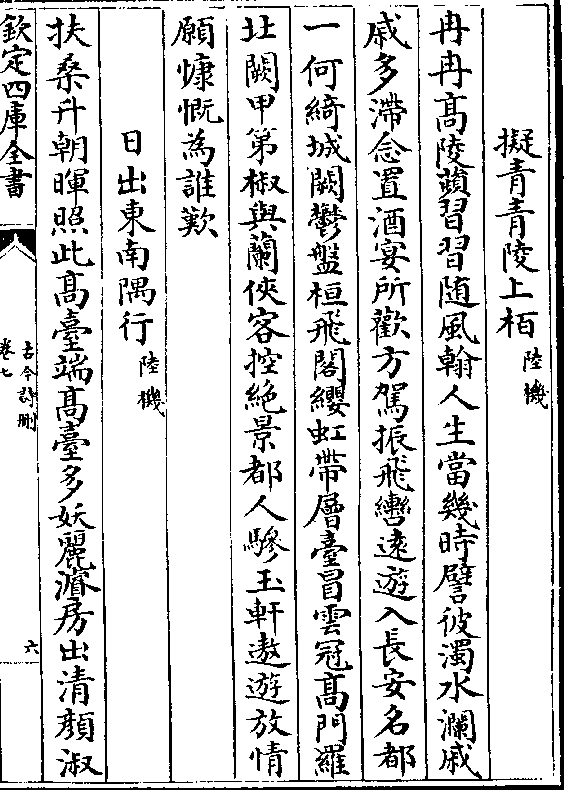 擬青青陵上栢 陸機
冉冉高陵蘋習習随風翰人生當幾時譬彼濁水瀾戚
戚多滯念置酒宴所歡方駕振飛轡逺遊入長安名都
一何綺城闕鬱盤桓飛閣纓虹帶層臺冒雲冠髙門羅
北闕甲第椒與蘭俠客控絶景都人驂玉軒遨遊放情
願慷慨為誰歎
日出東南隅行 陸機
扶桑升朝暉照此髙臺端髙臺多妖麗濬房出清顔淑
欽定四庫全書
古今詩刪
卷七
六